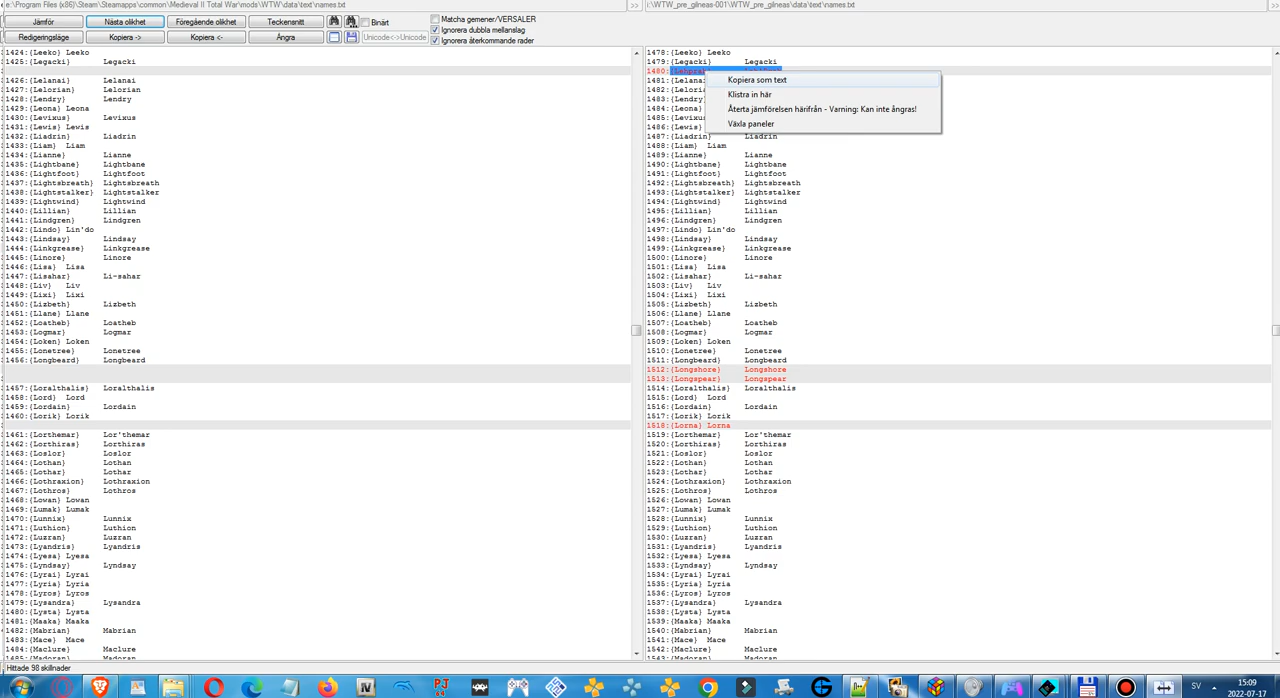 e:\Program Files (x86)\Steam\Steamapps\common\Medieval II Total War\mods\WTW\data\text\names.txt
>>
i:\WTW_pre_gilneas-001\WTW_pre_gilneas\data\text\names.txt
>>
Jämför
Nästa olikhet
Föregående olikhet
Teckensnitt
Binärt
Matcha gemener/VERSALER
Redigeringsläge
Kopiera ->
Kopiera <-
Ångra
Unicode<>Unicode
Ignorera dubbla mellanslag
Ignorera återkommande rader
1424:{Leeko} Leeko
1425:{Legacki} Legacki
1426:{Lelanai} Lelanai
1427:{Lelorian} Lelorian
1428:{Lendry} Lendry
1429:{Leona} Leona
1430:{Levixus} Levixus
1431:{Lewis} Lewis
1432:{Liadrin} Liadrin
1433:{Liam} Liam
1434:{Lianne} Lianne
1435:{Lightbane} Lightbane
1436:{Lightfoot} Lightfoot
1437:{Lightsbreath} Lightsbreath
1438:{Lightstalker} Lightstalker
1439:{Lightwind} Lightwind
1440:{Lillian} Lillian
1441:{Lindgren} Lindgren
1442:{Lindo} Lin'do
1443:{Lindsay} Lindsay
1444:{Linkgrease} Linkgrease
1445:{Linore} Linore
1446:{Lisa} Lisa
1447:{Lisahar} Li-sahar
1448:{Liv} Liv
1449:{Lixi} Lixi
1450:{Lizbeth} Lizbeth
1451:{Llane} Llane
1452:{Loatheb} Loatheb
1453:{Logmar} Logmar
1454:{Loken} Loken
1455:{Lonetree} Lonetree
1456:{Longbeard} Longbeard
1457:{Loralthalis} Loralthalis
1458:{Lord} Lord
1459:{Lordain} Lordain
1460:{Lorik} Lorik
1461:{Lorthemar} Lor'themar
1462:{Lorthiras} Lorthiras
1463:{Loslor} Loslor
1464:{Lothan} Lothan
1465:{Lothar} Lothar
1466:{Lothraxion} Lothraxion
1467:{Lothros} Lothros
1468:{Lowan} Lowan
1469:{Lumak} Lumak
1470:{Lunnix} Lunnix
1471:{Luthion} Luthion
1472:{Luzran} Luzran
1473:{Lyandris} Lyandris
1474:{Lyesa} Lyesa
1475:{Lyndsay} Lyndsay
1476:{Lyrai} Lyrai
1477:{Lyria} Lyria
1478:{Lyros} Lyros
1479:{Lysandra} Lysandra
1480:{Lysta} Lysta
1481:{Maaka} Maaka
1482:{Mabrian} Mabrian
1483:{Mace} Mace
1484:{Maclure} Maclure
1485:{Madoran} Madoran
1478:{Leeko} Leeko
1479:{Legacki} Legacki
1480:
1481:{Lelanai
1482:{Leloria
1483:{Lendry}
1484:{Leona}
1485:{Levixus
1486:{Lewis}
1487:{Liadrin} Liadrin
1488:{Liam} Liam
1489:{Lianne} Lianne
1490:{Lightbane} Lightbane
1491:{Lightfoot} Lightfoot
1492:{Lightsbreath} Lightsbreath
1493:{Lightstalker} Lightstalker
1494:{Lightwind} Lightwind
1495:{Lillian} Lillian
1496:{Lindgren} Lindgren
1497:{Lindo} Lin'do
1498:{Lindsay} Lindsay
1499:{Linkgrease} Linkgrease
1500:{Linore} Linore
1501:{Lisa} Lisa
1502:{Lisahar} Li-sahar
1503:{Liv} Liv
1504:{Lixi} Lixi
1505:{Lizbeth} Lizbeth
1506:{Llane} Llane
1507:{Loatheb} Loatheb
1508:{Logmar} Logmar
1509:{Loken} Loken
1510:{Lonetree} Lonetree
1511:{Longbeard} Longbeard
1512:{Longshore} Longshore
1513:{Longspear} Longspear
1514:{Loralthalis} Loralthalis
1515:{Lord} Lord
1516:{Lordain} Lordain
1517:{Lorik} Lorik
1518:{Lorna} Lorna
1519:{Lorthemar} Lor'themar
1520:{Lorthiras} Lorthiras
1521:{Loslor} Loslor
1522:{Lothan} Lothan
1523:{Lothar} Lothar
1524:{Lothraxion} Lothraxion
1525:{Lothros} Lothros
1526:{Lowan} Lowan
1527:{Lumak} Lumak
1528:{Lunnix} Lunnix
1529:{Luthion} Luthion
1530:{Luzran} Luzran
1531:{Lyandris} Lyandris
1532:{Lyesa} Lyesa
1533:{Lyndsay} Lyndsay
1534:{Lyrai} Lyrai
1535:{Lyria} Lyria
1536:{Lyros} Lyros
1537:{Lysandra} Lysandra
1538:{Lysta} Lysta
1539:{Maaka} Maaka
1540:{Mabrian} Mabrian
1541:{Mace} Mace
1542:{Maclure} Maclure
1543:{Madoran} Madoran
Kopiera som text
Klistra in här
Återta jämförelsen härifrån - Varning: Kan inte ångras!
Växla paneler
Hittade 98 skillnader
SV
15:09
2022-07-17